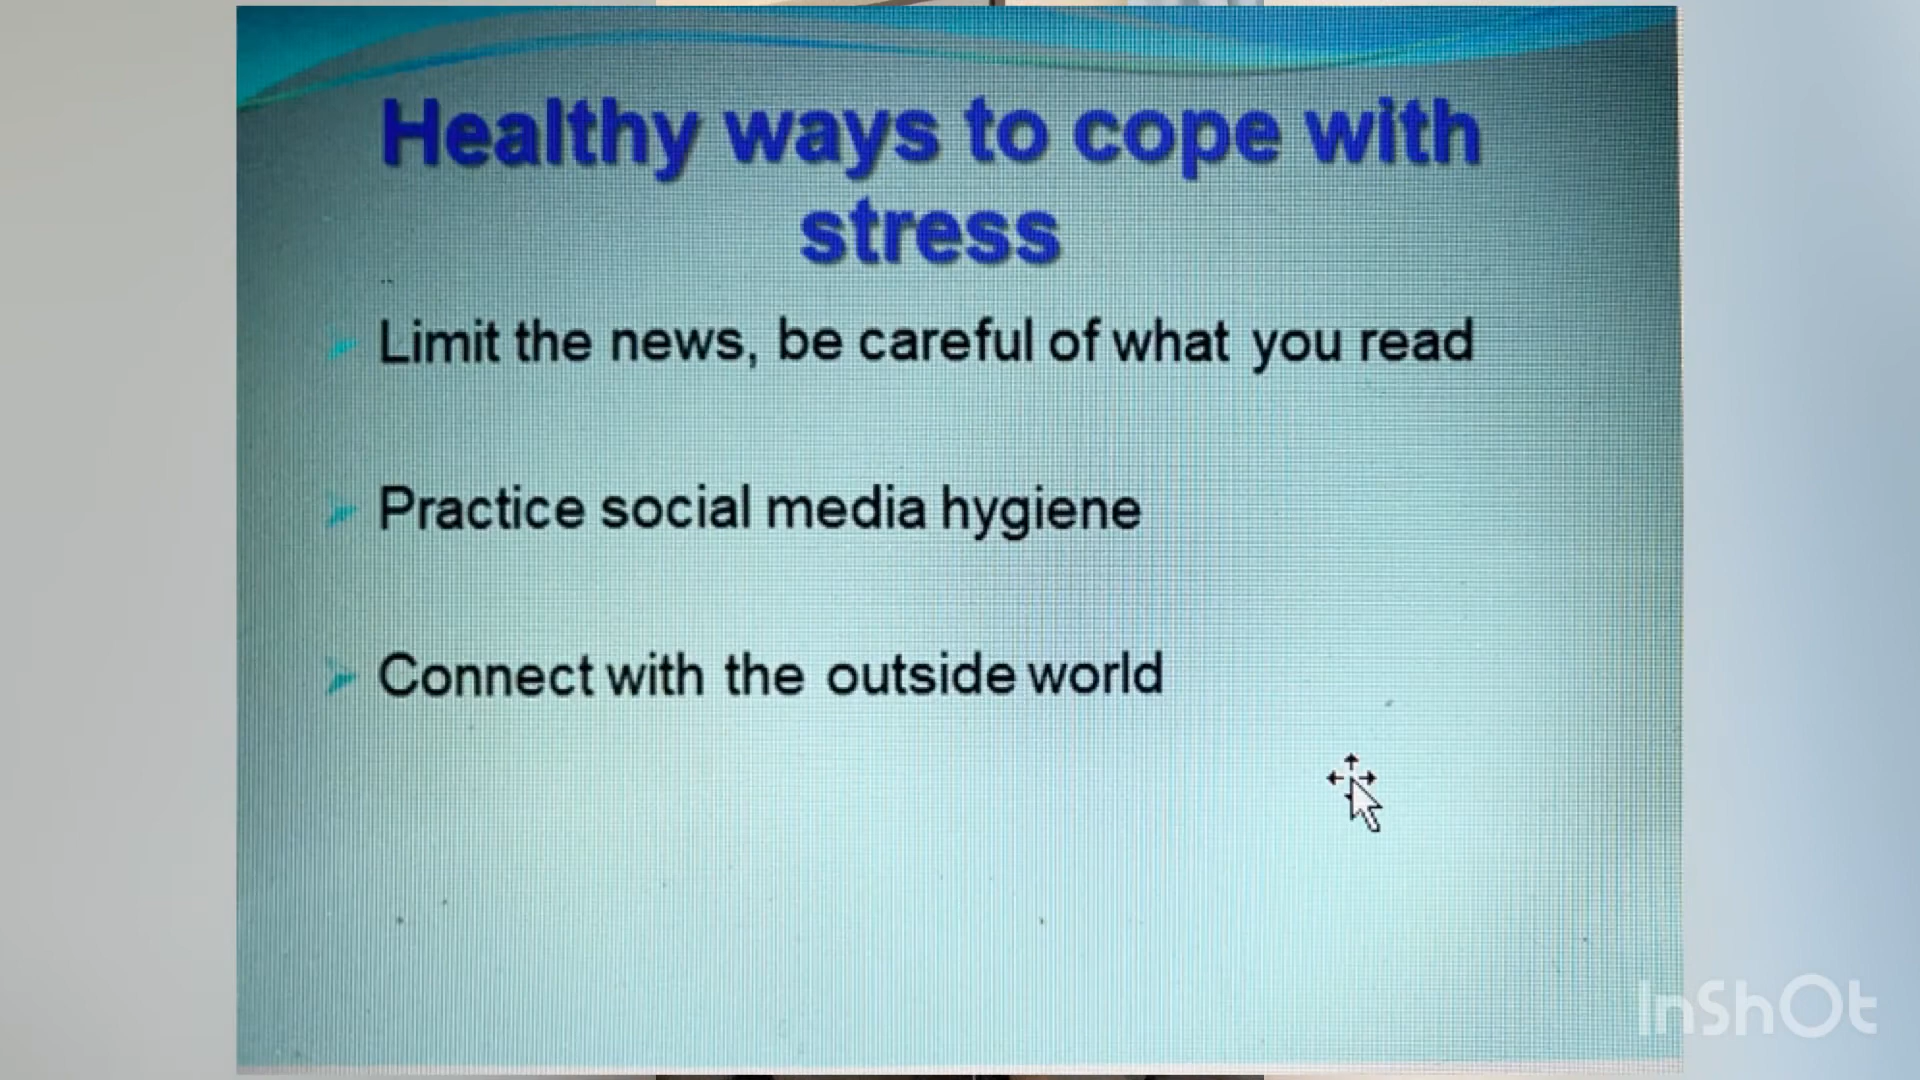 Healthy ways to cope with
stress
Limit the news, be careful of what you read
Practice social media hygiene
Connect with the outside world
InShOt